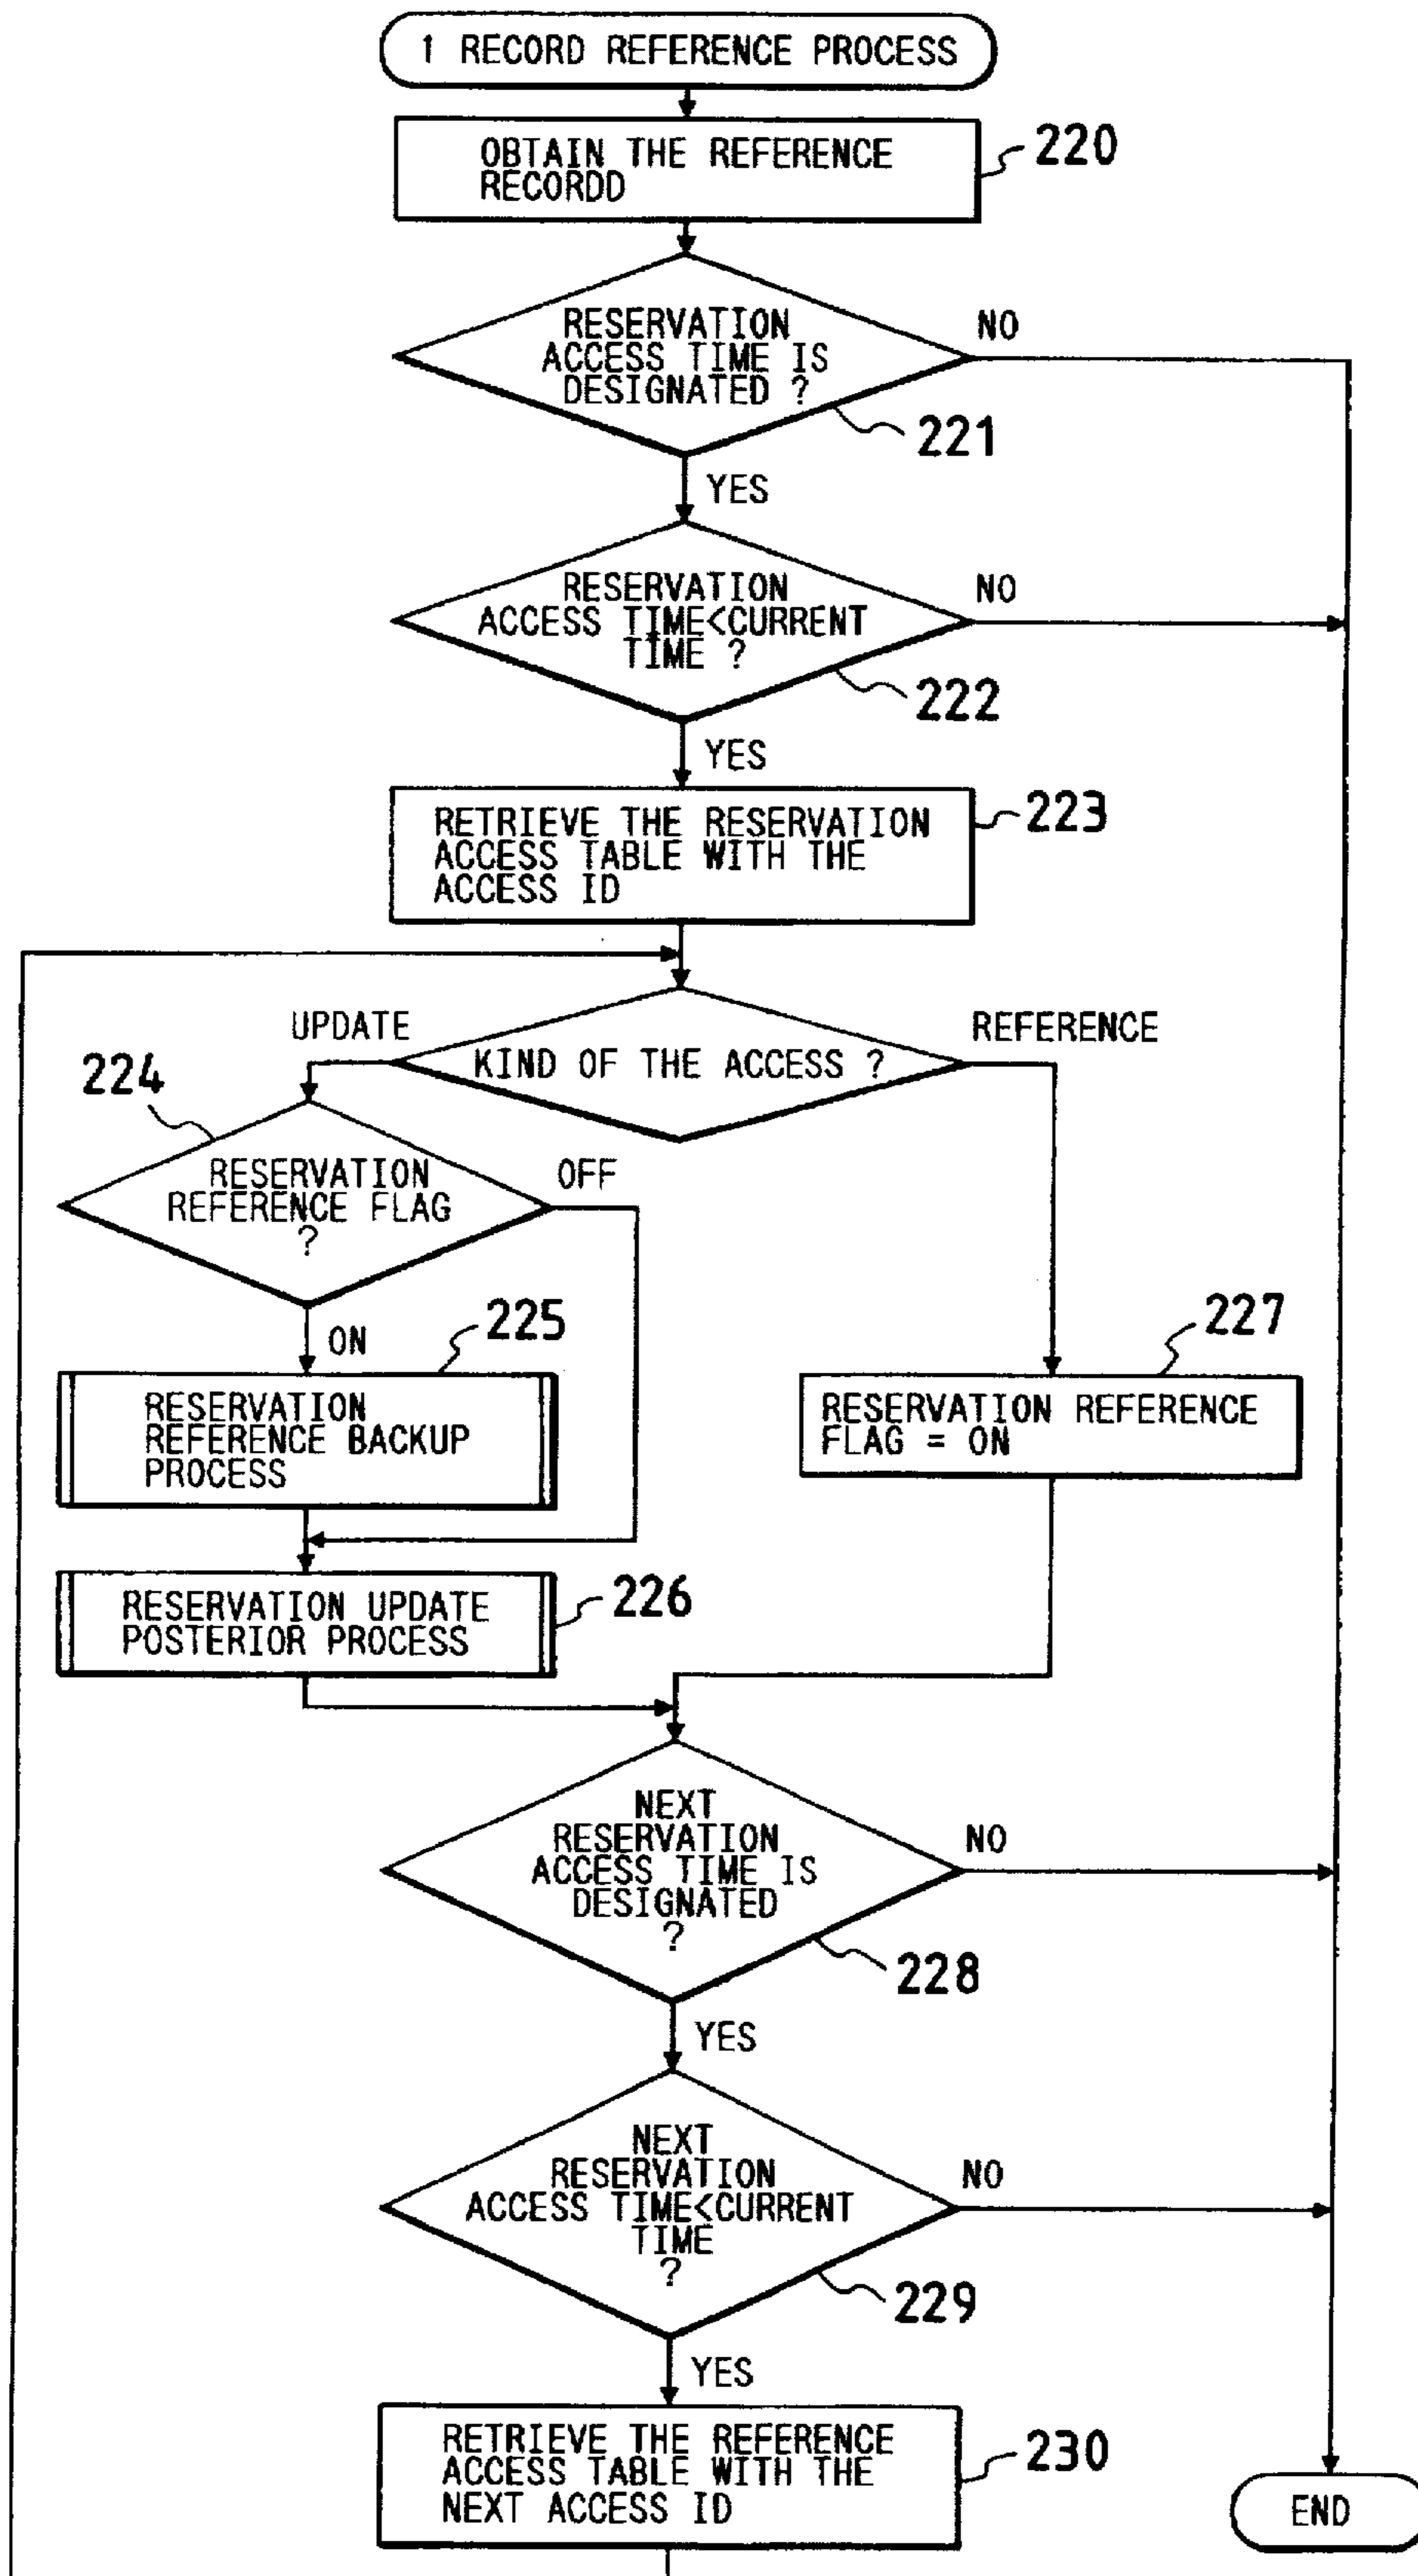 1 RECORD REFERENCE PROCESS
OBTAIN THE REFERENCE
RECORDD
220
RESERVATION
ACCESS TIME IS
DESIGNATED ?
NO
221
YES
RESERVATION
ACCESS TIME<CURRENT
TIME ?
NO
222
YES
RETRIEVE THE RESERVATION
ACCESS TABLE WITH THE
ACCESS ID
223
UPDATE
KIND OF THE ACCESS ?
REFERENCE
224
RESERVATION
REFERENCE FLAG
?
OFF
ON
225
RESERVATION
REFERENCE BACKUP
PROCESS
227
RESERVATION REFERENCE
FLAG = ON
RESERVATION UPDATE
POSTERIOR PROCESS
226
NEXT
RESERVATION
ACCESS TIME IS
DESIGNATED
?
NO
228
YES
NEXT
RESERVATION
ACCESS TIME<CURRENT
TIME
?
NO
229
YES
RETRIEVE THE REFERENCE
ACCESS TABLE WITH THE
NEXT ACCESS ID
230
END